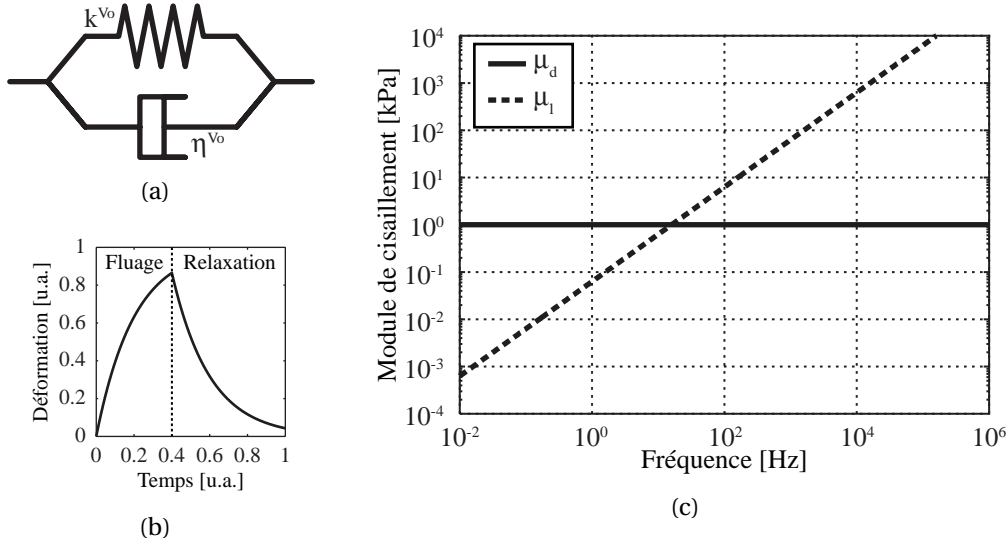 k^Vo
η^Vo
(a)
Déformation [u.a.]
1
0.8
0.6
0.4
0.2
0
Fluage
Relaxation
0 0.2 0.4 0.6 0.8 1
Temps [u.a.]
(b)
Module de cisaillement [kPa]
10^4
10^3
10^2
10^1
10^0
10^-1
10^-2
10^-3
10^-4
μ_d
μ_l
10^-2 10^0 10^2 10^4 10^6
Fréquence [Hz]
(c)